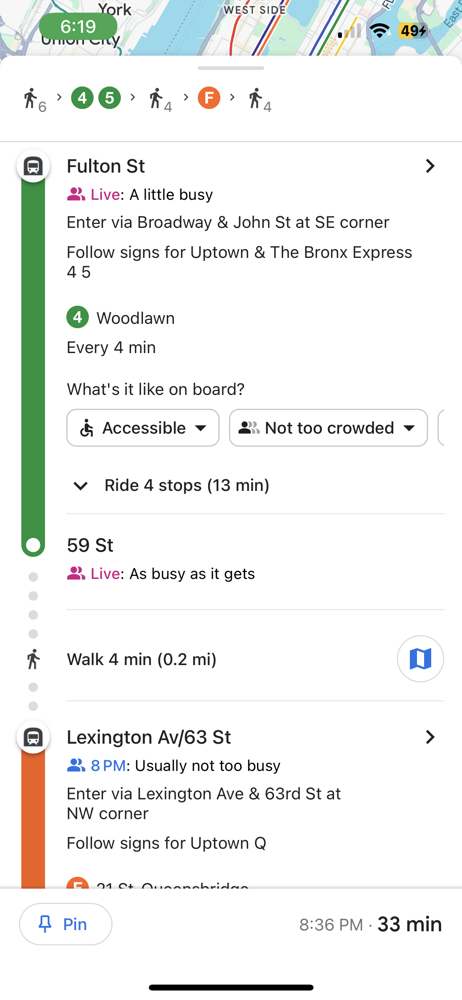 York
WEST SIDE
6:19
Union City
East
49
6 4 5 4 F 4
Fulton St
Live: A little busy
Enter via Broadway & John St at SE corner
Follow signs for Uptown & The Bronx Express
4 5
4 Woodlawn
Every 4 min
What's it like on board?
Accessible
Not too crowded
Ride 4 stops (13 min)
59 St
Live: As busy as it gets
Walk 4 min (0.2 mi)
Lexington Av/63 St
8 PM: Usually not too busy
Enter via Lexington Ave & 63rd St at
NW corner
Follow signs for Uptown Q
F 21 St-Queensbridge
Pin
8:36 PM · 33 min